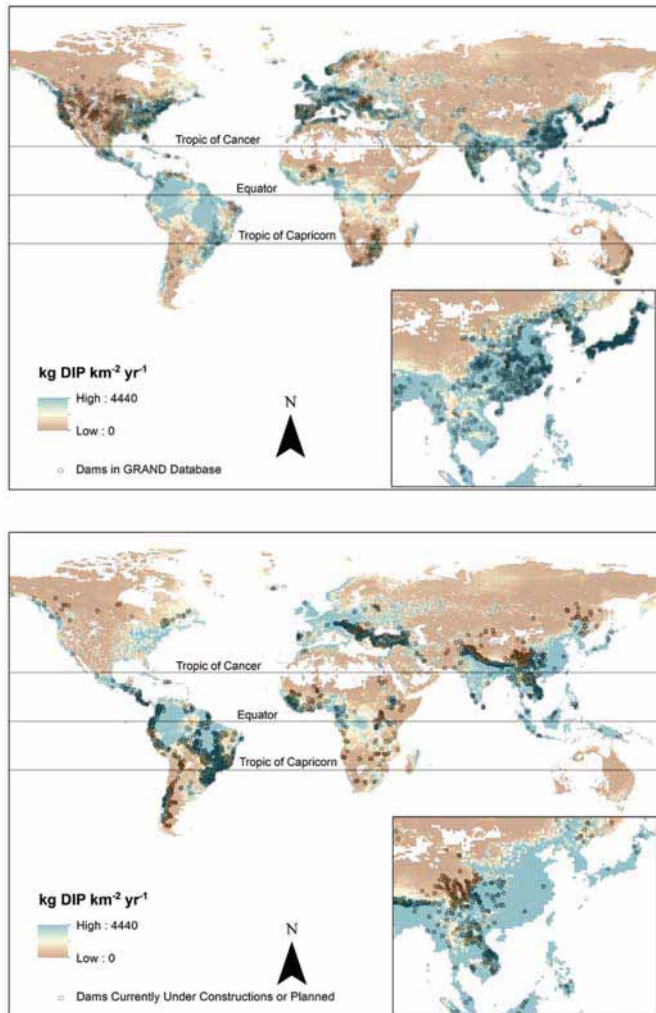 Tropic of Cancer
Equator
Tropic of Capricorn
kg DIP km⁻² yr⁻¹
High : 4440
Low : 0
N
Dams in GRAND Database
Tropic of Cancer
Equator
Tropic of Capricorn
kg DIP km⁻² yr⁻¹
High : 4440
Low : 0
N
Dams Currently Under Constructions or Planned